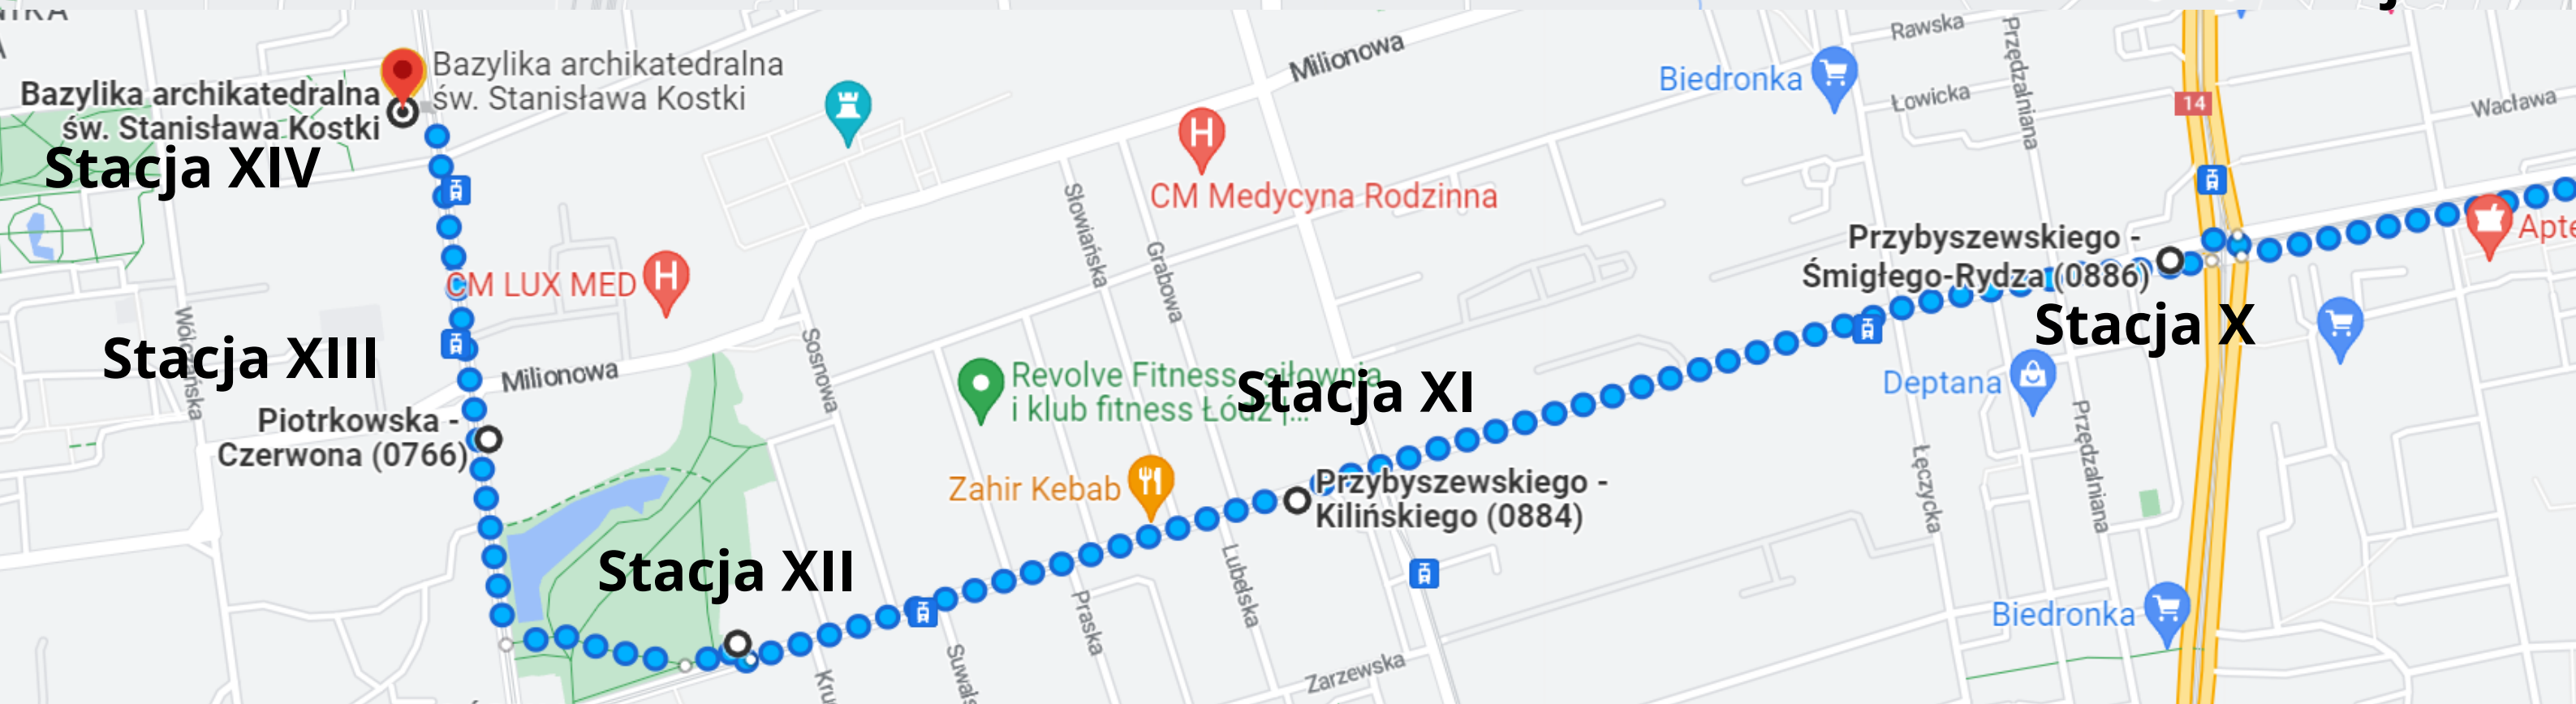 Bazylika archikatedralna
św. Stanisława Kostki
Bazylika archikatedralna
św. Stanisława Kostki
Stacja XIV
Milionowa
Biedronka
Rawska
Łowicka
Przędzalniana
14
Wacława
CM Medycyna Rodzinna
Słowiańska
Grabowa
CM LUX MED
Przybyszewskiego -
Śmigłego-Rydza (0886)
Stacja X
Wólczańska
Stacja XIII
Milionowa
Sosnowa
Revolve Fitness - siłownia
i klub fitness Łódź |...
Stacja XI
Deptana
Piotrkowska -
Czerwona (0766)
Zahir Kebab
Przybyszewskiego -
Kilińskiego (0884)
Łęczycka
Przędzalniana
Stacja XII
Lubelska
Praska
Biedronka
Zarzewska